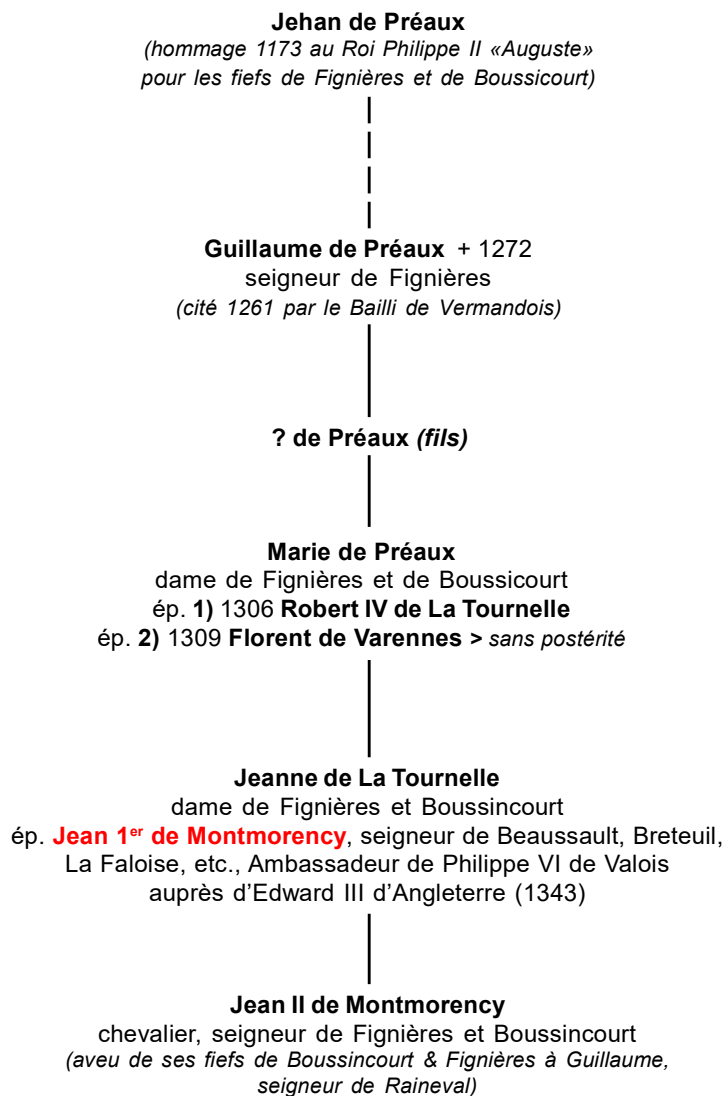 Jehan de Préaux
(hommage 1173 au Roi Philippe II «Auguste»
pour les fiefs de Fignières et de Boussicourt)
Guillaume de Préaux + 1272
seigneur de Fignières
(cité 1261 par le Bailli de Vermandois)
? de Préaux (fils)
Marie de Préaux
dame de Fignières et de Boussicourt
ép. 1) 1306 Robert IV de La Tournelle
ép. 2) 1309 Florent de Varennes > sans postérité
Jeanne de La Tournelle
dame de Fignières et Boussincourt
ép. Jean 1er de Montmorency, seigneur de Beaussault, Breteuil,
La Faloise, etc., Ambassadeur de Philippe VI de Valois
auprès d'Edward III d'Angleterre (1343)
Jean II de Montmorency
chevalier, seigneur de Fignières et Boussincourt
(aveu de ses fiefs de Boussincourt & Fignières à Guillaume,
seigneur de Raineval)